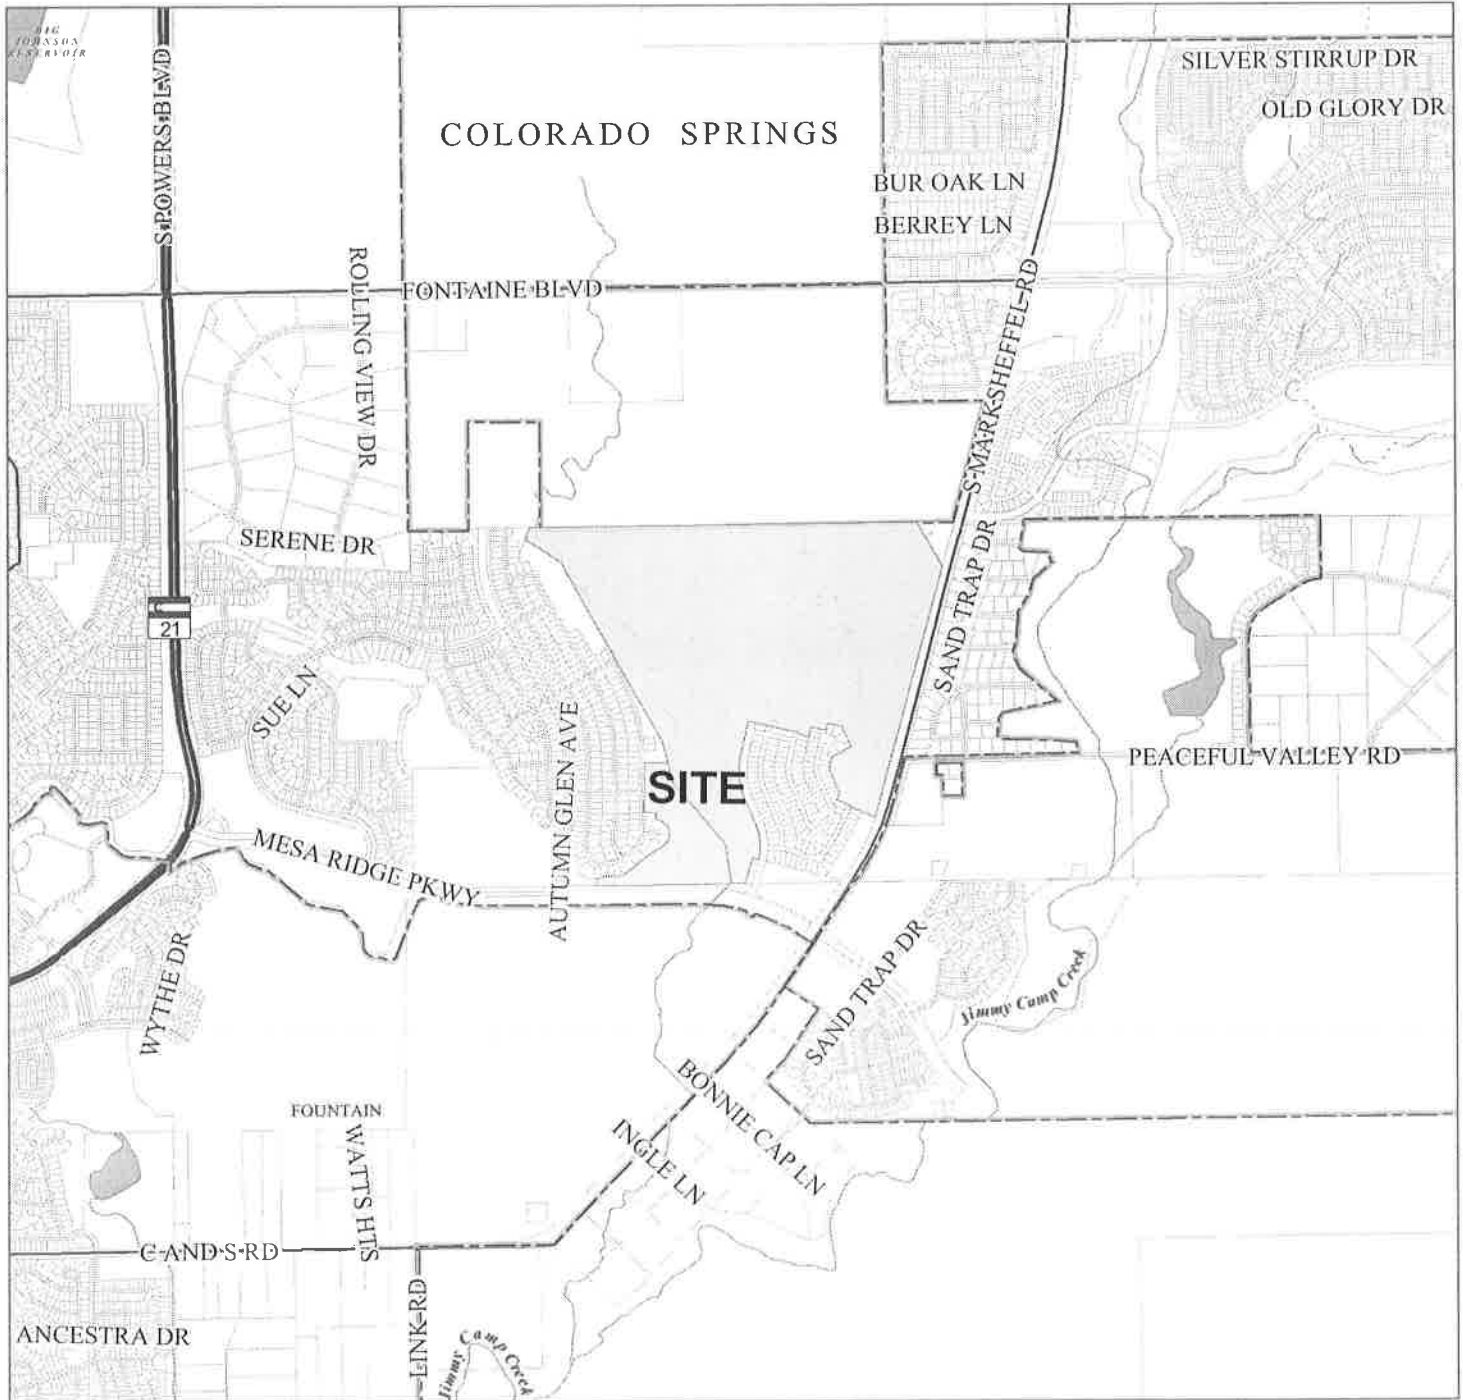 BIG
JOHNSON
RESERVOIR
S POWERS BLVD
COLORADO SPRINGS
SILVER STIRRUP DR
OLD GLORY DR
BUR OAK LN
BERREY LN
ROLLING VIEW DR
FONTAINE BLVD
S MARKSHEFFEL RD
SERENE DR
SAND TRAP DR
21
SUE LN
AUTUMN GLEN AVE
SITE
PEACEFUL VALLEY RD
MESA RIDGE PKWY
WYTHE DR
SAND TRAP DR
Jimmy Camp Creek
BONNIE CAP LN
FOUNTAIN
WATTS HTS
INGLE LN
C AND S RD
LINK RD
ANCESTRA DR
Jimmy Camp Creek